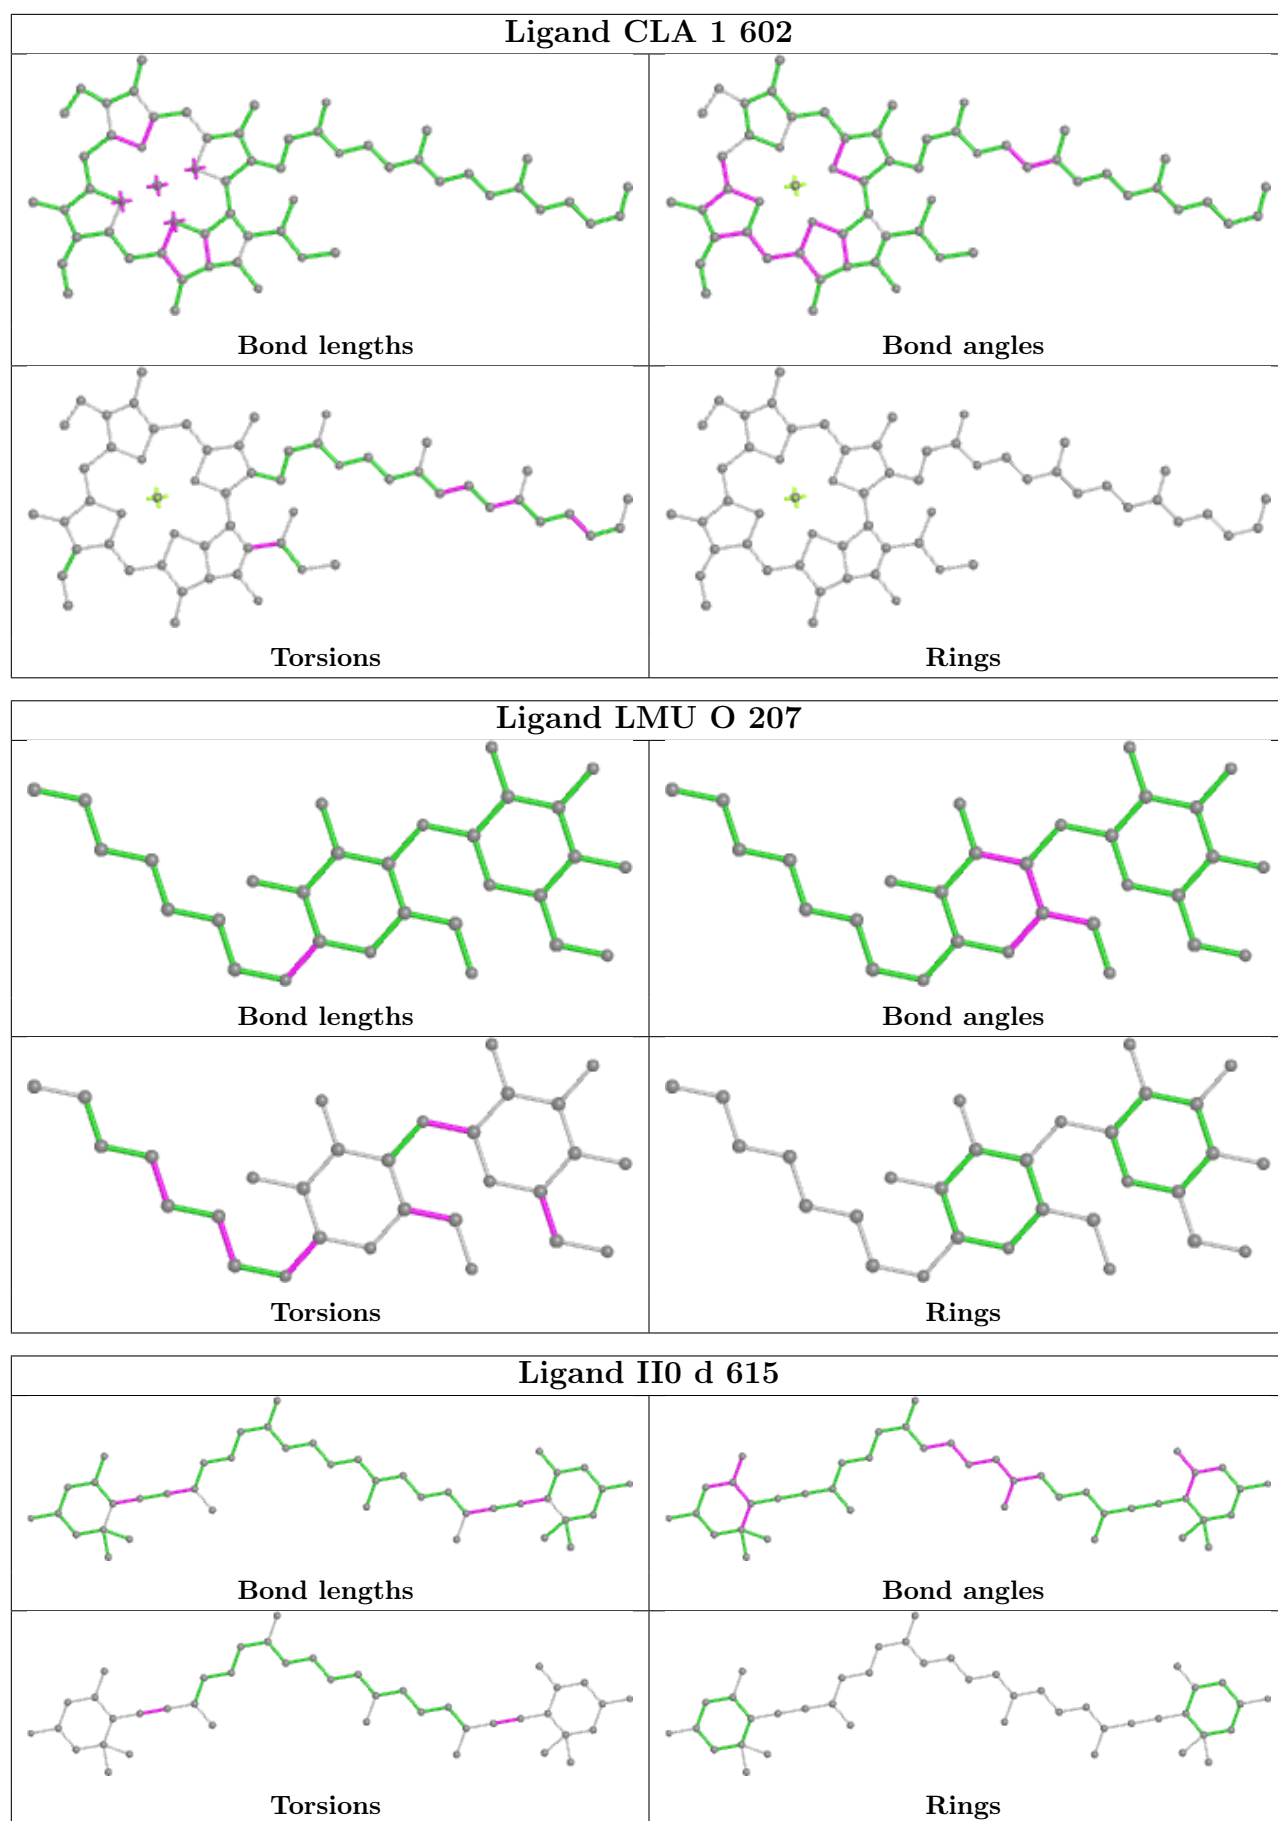 Ligand CLA 1 602
Bond lengths
Bond angles
Torsions
Rings
Ligand LMU O 207
Bond lengths
Bond angles
Torsions
Rings
Ligand II0 d 615
Bond lengths
Bond angles
Torsions
Rings